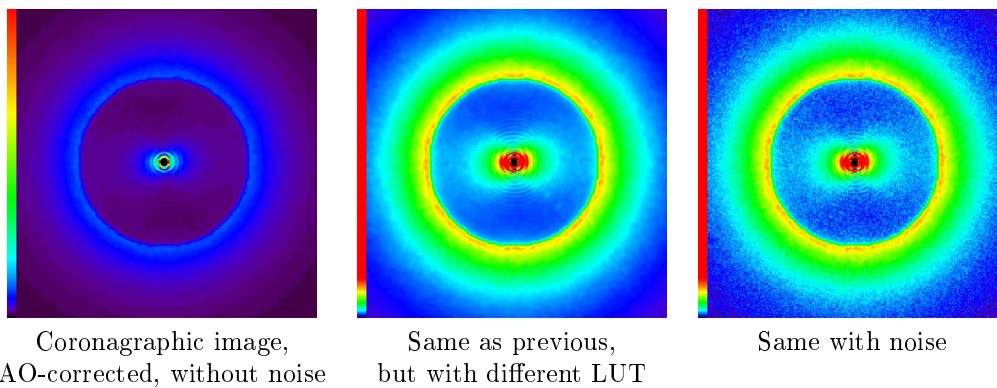 Coronagraphic image,
AO-corrected, without noise
Same as previous,
but with different LUT
Same with noise